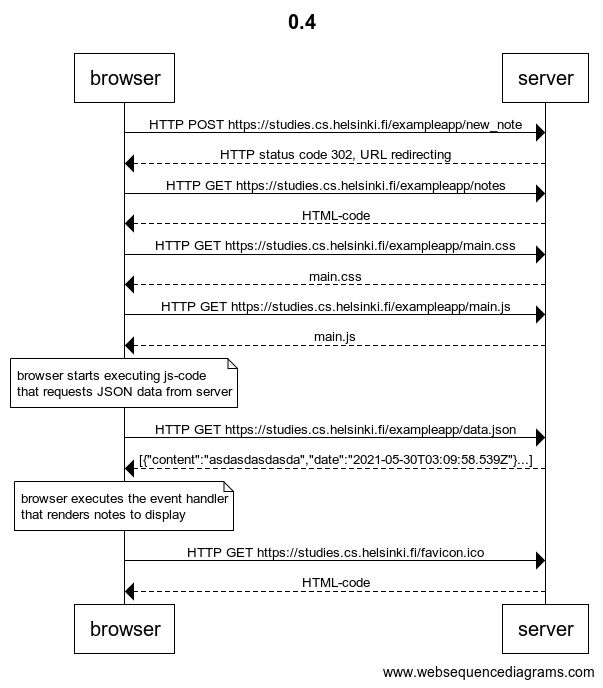 0.4
browser
server
HTTP POST https://studies.cs.helsinki.fi/exampleapp/new_note
HTTP status code 302, URL redirecting
HTTP GET https://studies.cs.helsinki.fi/exampleapp/notes
HTML-code
HTTP GET https://studies.cs.helsinki.fi/exampleapp/main.css
main.css
HTTP GET https://studies.cs.helsinki.fi/exampleapp/main.js
main.js
browser starts executing js-code
that requests JSON data from server
HTTP GET https://studies.cs.helsinki.fi/exampleapp/data.json
[{"content":"asdasdasdasda","date":"2021-05-30T03:09:58.539Z"}...]
browser executes the event handler
that renders notes to display
HTTP GET https://studies.cs.helsinki.fi/favicon.ico
HTML-code
browser
server
www.websequencediagrams.com